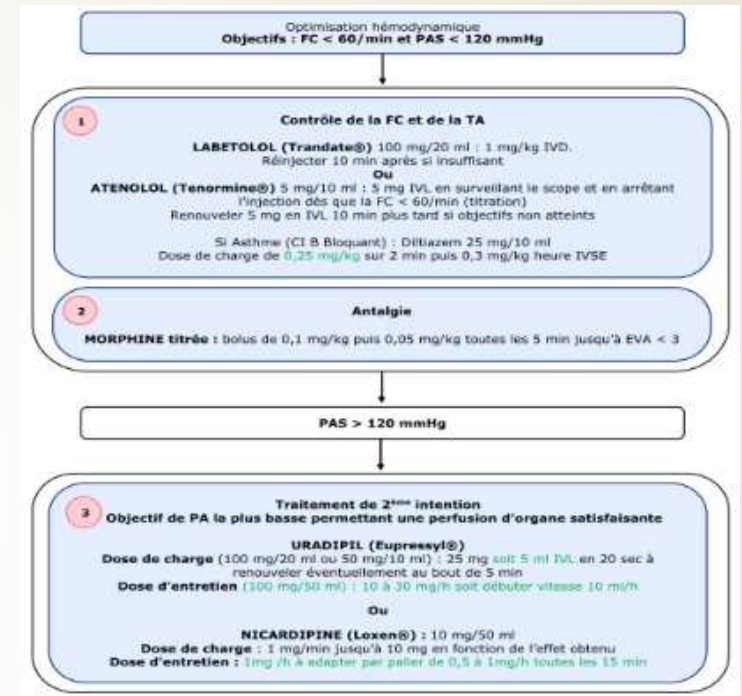 Optimisation hémodynamique
Objectifs : FC < 60/min et PAS < 120 mmHg
1
Contrôle de la FC et de la TA
LABETOLOL (Trandate®) 100 mg/20 ml : 1 mg/kg IVD.
Réinjecter 10 min après si insuffisant
Ou
ATENOLOL (Tenormine®) 5 mg/10 ml : 5 mg IVL en surveillant le scope et en arrêtant
l'injection dès que la FC < 60/min (titration)
Renouveler 5 mg en IVL 10 min plus tard si objectifs non atteints
Si Asthme (CI B Bloquant) : Diltiazem 25 mg/10 ml
Dose de charge de 0,25 mg/kg sur 2 min puis 0,3 mg/kg heure IVSE
2
Antalgie
MORPHINE titrée : bolus de 0,1 mg/kg puis 0,05 mg/kg toutes les 5 min jusqu'à EVA < 3
PAS > 120 mmHg
3
Traitement de 2ème intention
Objectif de PA la plus basse permettant une perfusion d'organe satisfaisante
URADIPIL (Eupressyl®)
Dose de charge (100 mg/20 ml ou 50 mg/10 ml) : 25 mg soit 5 ml IVL en 20 sec à
renouveler éventuellement au bout de 5 min
Dose d'entretien (100 mg/50 ml) : 10 à 30 mg/h soit débuter vitesse 10 ml/h
Ou
NICARDIPINE (Loxen®) : 10 mg/50 ml
Dose de charge : 1 mg/min jusqu'à 10 mg en fonction de l'effet obtenu
Dose d'entretien : 1mg /h à adapter par palier de 0,5 à 1mg/h toutes les 15 min